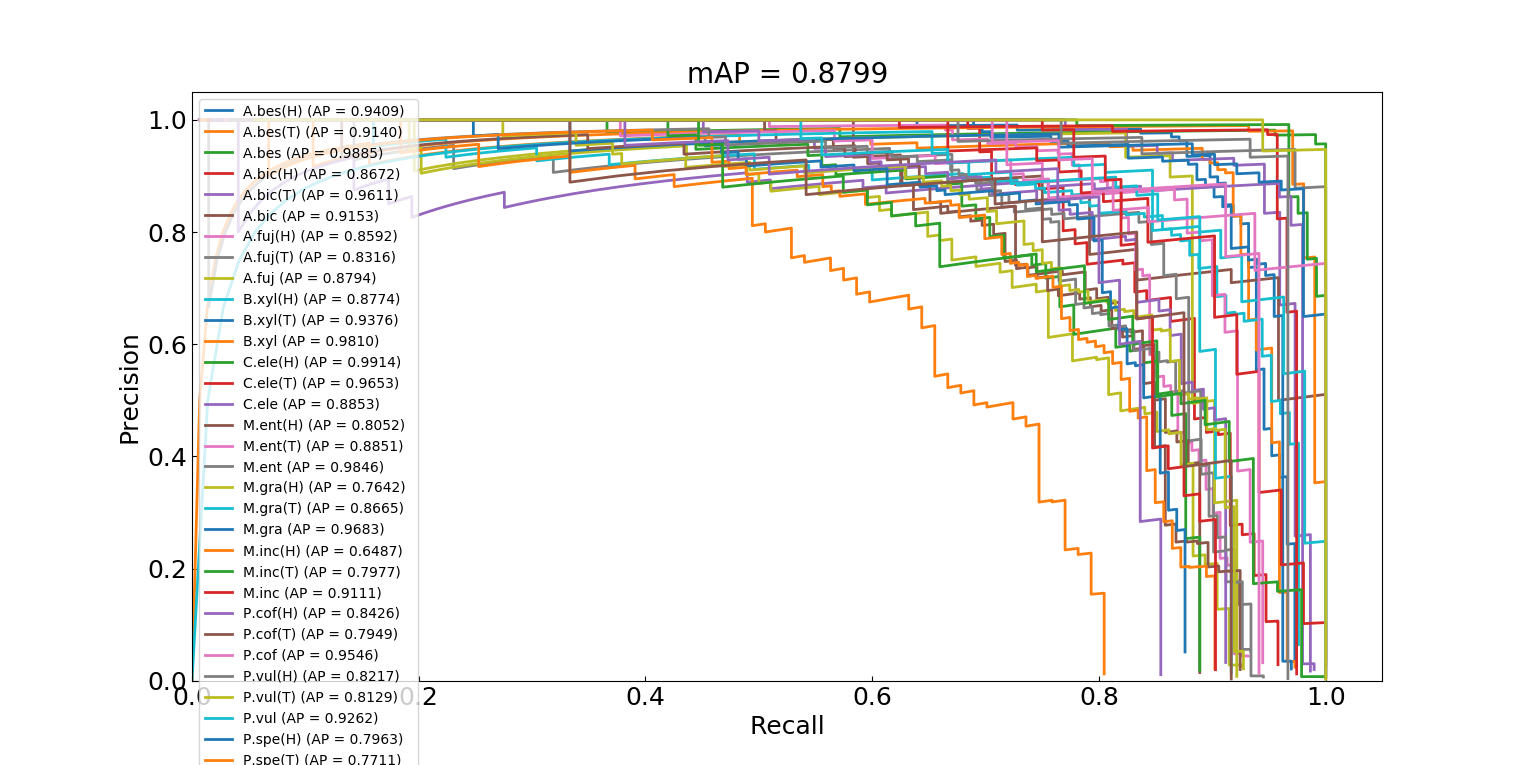 mAP = 0.8799
Precision
1.0
0.8
0.6
0.4
0.2
0.0
A.bes(H) (AP = 0.9409)
A.bes(T) (AP = 0.9140)
A.bes (AP = 0.9885)
A.bic(H) (AP = 0.8672)
A.bic(T) (AP = 0.9611)
A.bic (AP = 0.9153)
A.fuj(H) (AP = 0.8592)
A.fuj(T) (AP = 0.8316)
A.fuj (AP = 0.8794)
B.xyl(H) (AP = 0.8774)
B.xyl(T) (AP = 0.9376)
B.xyl (AP = 0.9810)
C.ele(H) (AP = 0.9914)
C.ele(T) (AP = 0.9653)
C.ele (AP = 0.8853)
M.ent(H) (AP = 0.8052)
M.ent(T) (AP = 0.8851)
M.ent (AP = 0.9846)
M.gra(H) (AP = 0.7642)
M.gra(T) (AP = 0.8665)
M.gra (AP = 0.9683)
M.inc(H) (AP = 0.6487)
M.inc(T) (AP = 0.7977)
M.inc (AP = 0.9111)
P.cof(H) (AP = 0.8426)
P.cof(T) (AP = 0.7949)
P.cof (AP = 0.9546)
P.vul(H) (AP = 0.8217)
P.vul(T) (AP = 0.8129)
P.vul (AP = 0.9262)
P.spe(H) (AP = 0.7963)
P.spe(T) (AP = 0.7711)
0.0 0.2 0.4 0.6 0.8 1.0
Recall